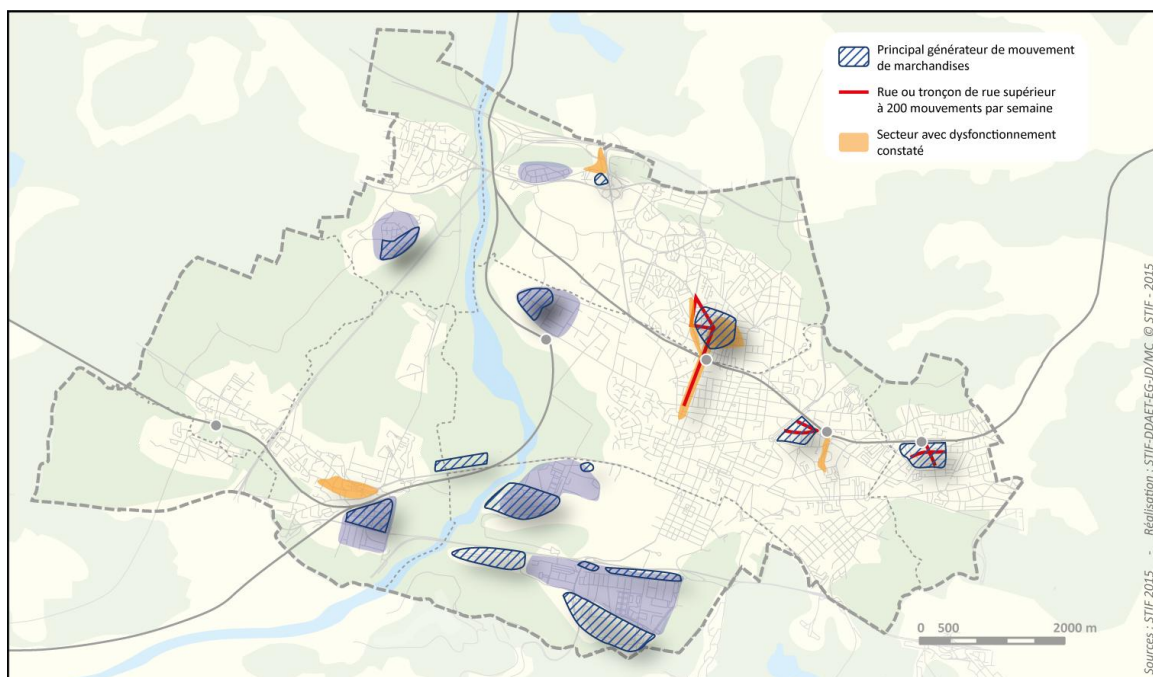 Principal générateur de mouvement
de marchandises
Rue ou tronçon de rue supérieur
à 200 mouvements par semaine
Secteur avec dysfonctionnement
constaté
0 500 2000 m
Sources : STIF 2015 - Réalisation : STIF-DDAET-EG-JD/MC © STIF - 2015